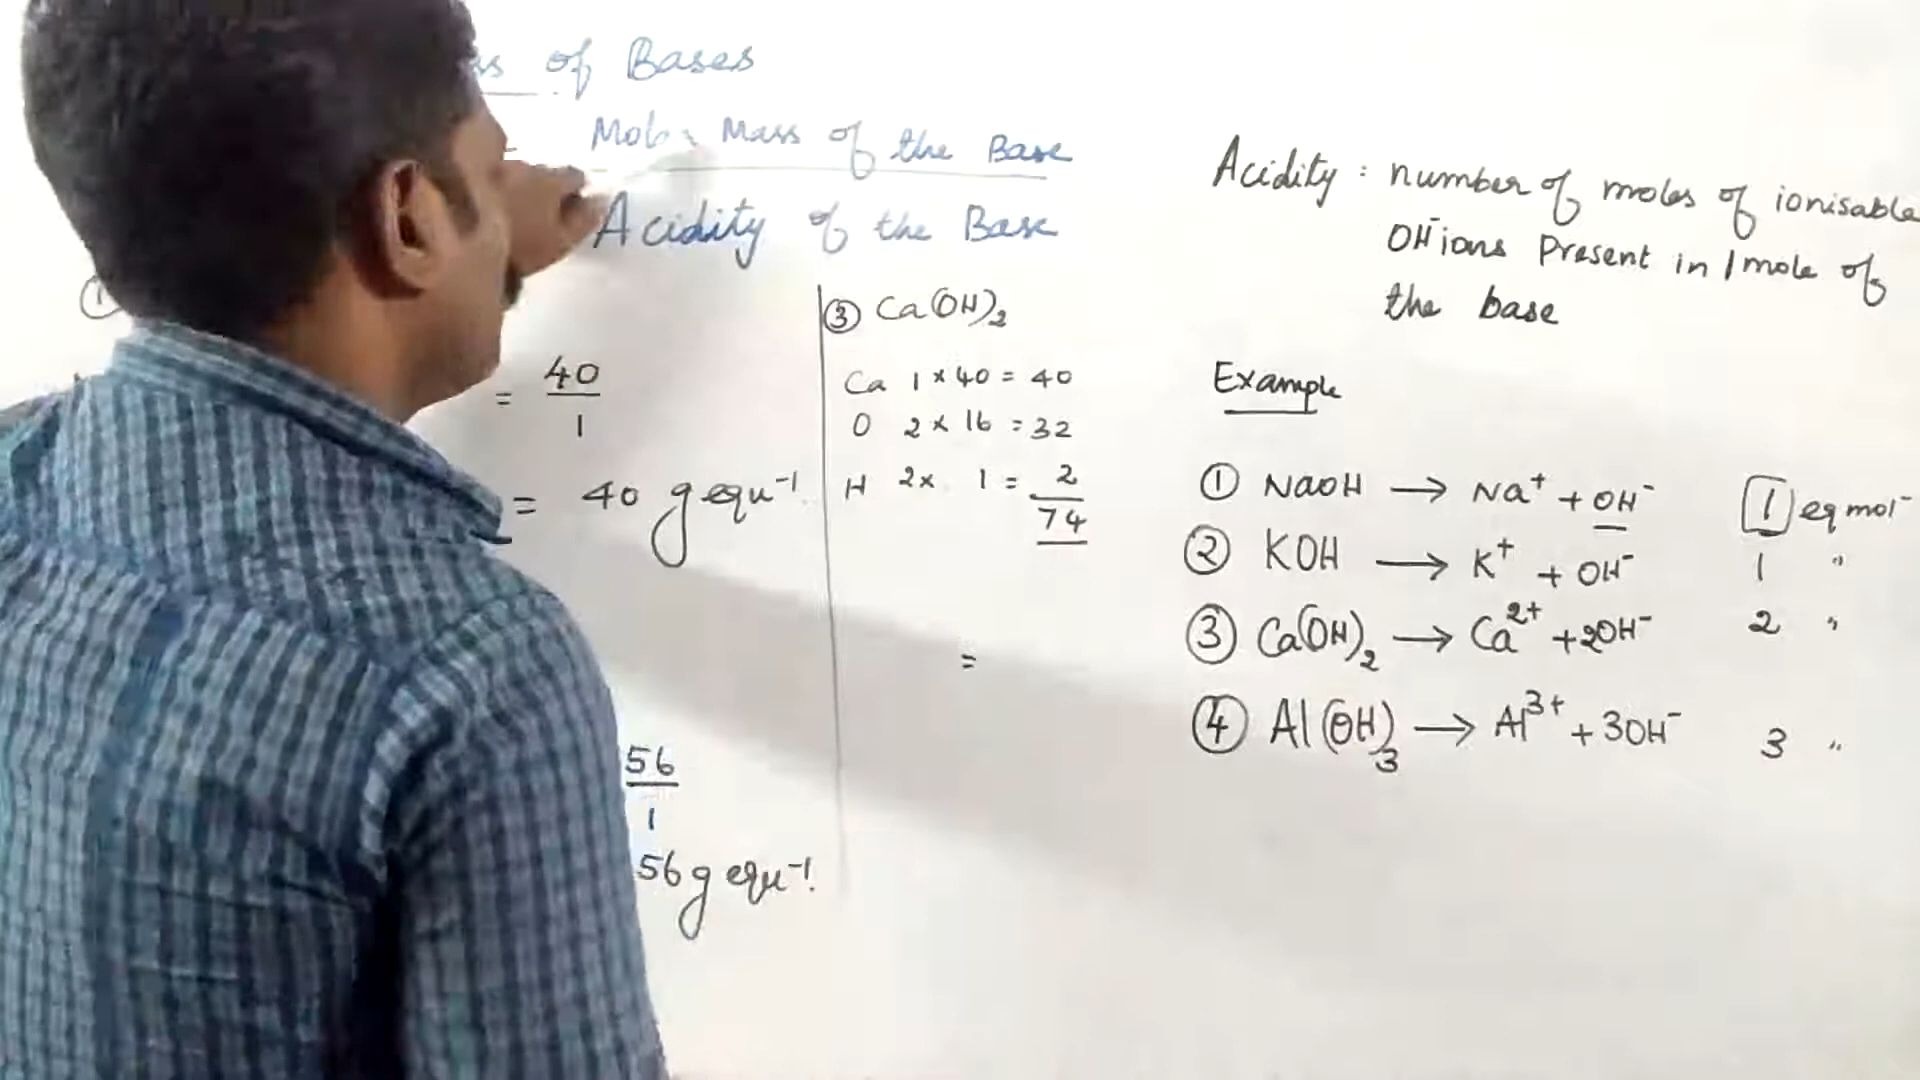 of Bases
Mass of the Base
Acidity of the Base
①
= 40
1
= 40 g equ⁻¹.
56
1
56 g equ⁻¹.
③ Ca(OH)₂
Ca 1 × 40 = 40
O 2 × 16 = 32
H 2 × 1 = 2
74
=
Acidity : number of moles of ionisable
OH⁻ ions Present in 1 mole of
the base
Example
① NaOH → Na⁺ + OH⁻ 1 eq mol⁻
② KOH → K⁺ + OH⁻ 1 "
③ Ca(OH)₂ → Ca²⁺ + 2OH⁻ 2 "
④ Al(OH)₃ → Al³⁺ + 3OH⁻ 3 "